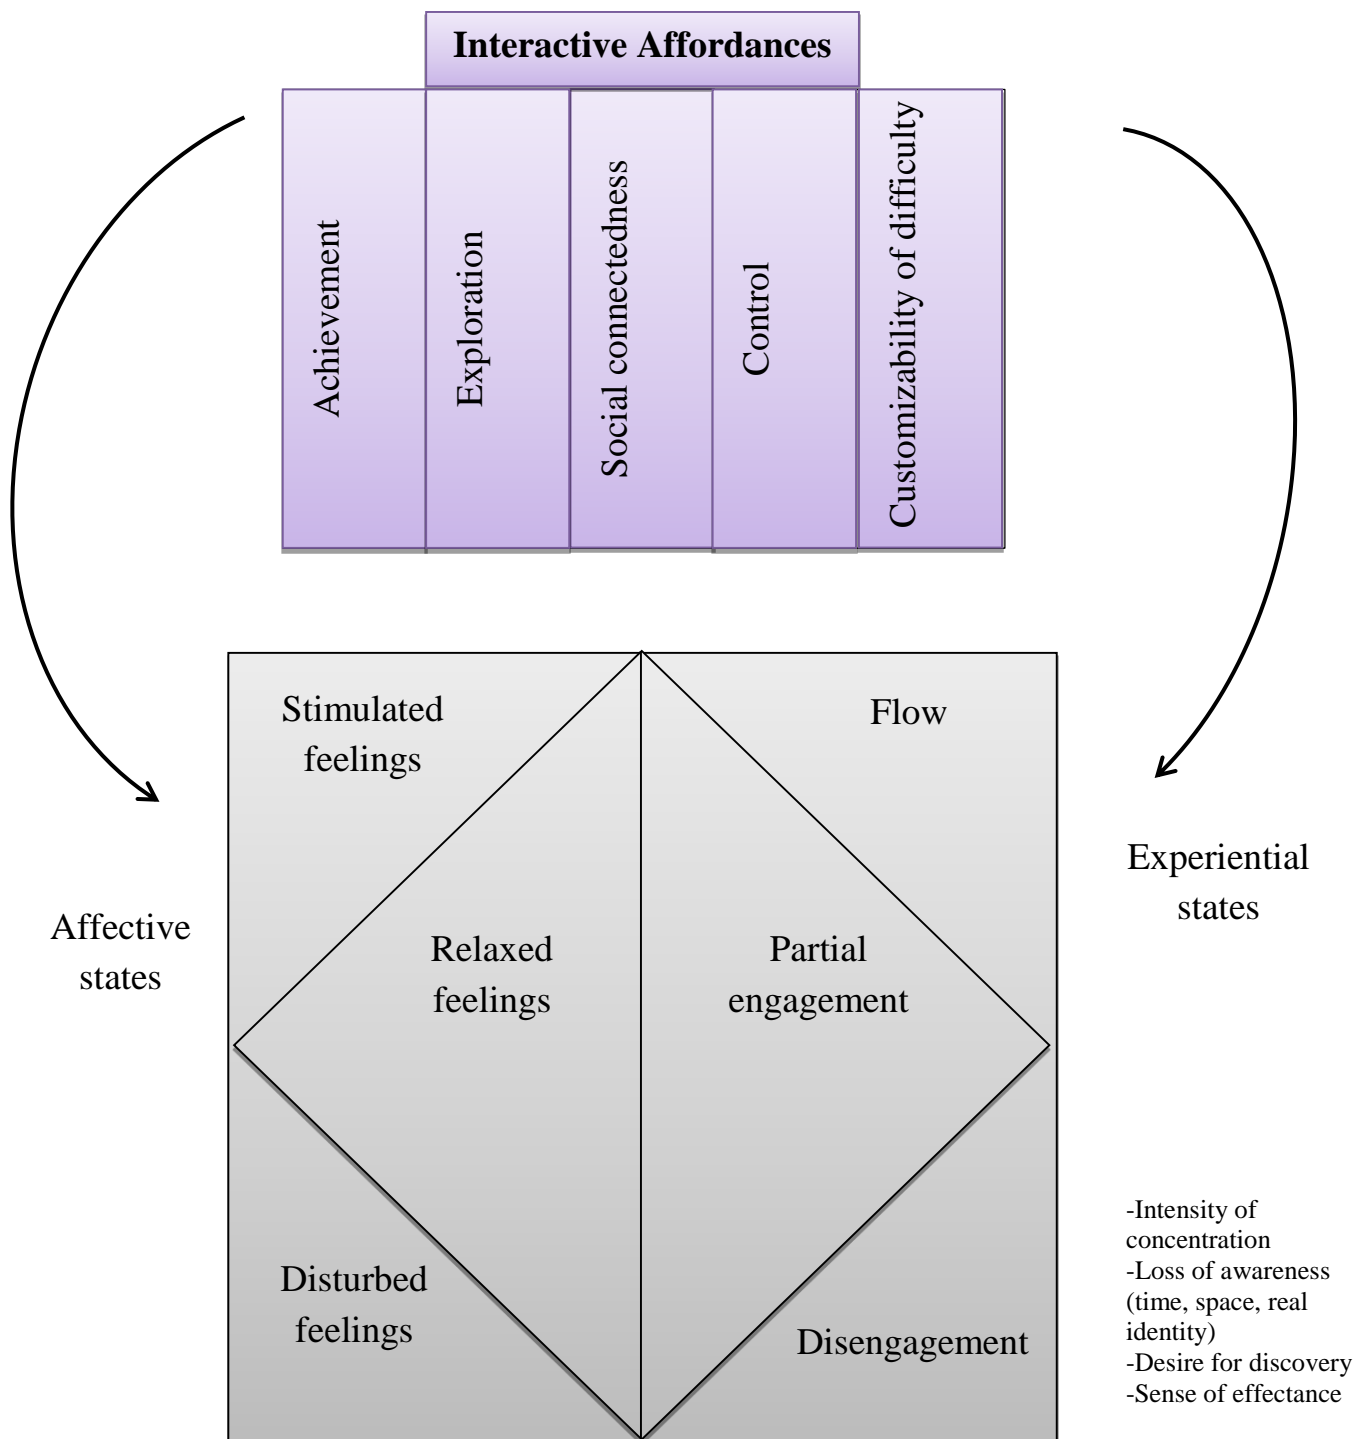 Interactive Affordances
Achievement
Exploration
Social connectedness
Control
Customizability of difficulty
Stimulated
feelings
Flow
Affective
states
Relaxed
feelings
Partial
engagement
Experiential
states
Disturbed
feelings
Disengagement
-Intensity of
concentration
-Loss of awareness
(time, space, real
identity)
-Desire for discovery
-Sense of effectance